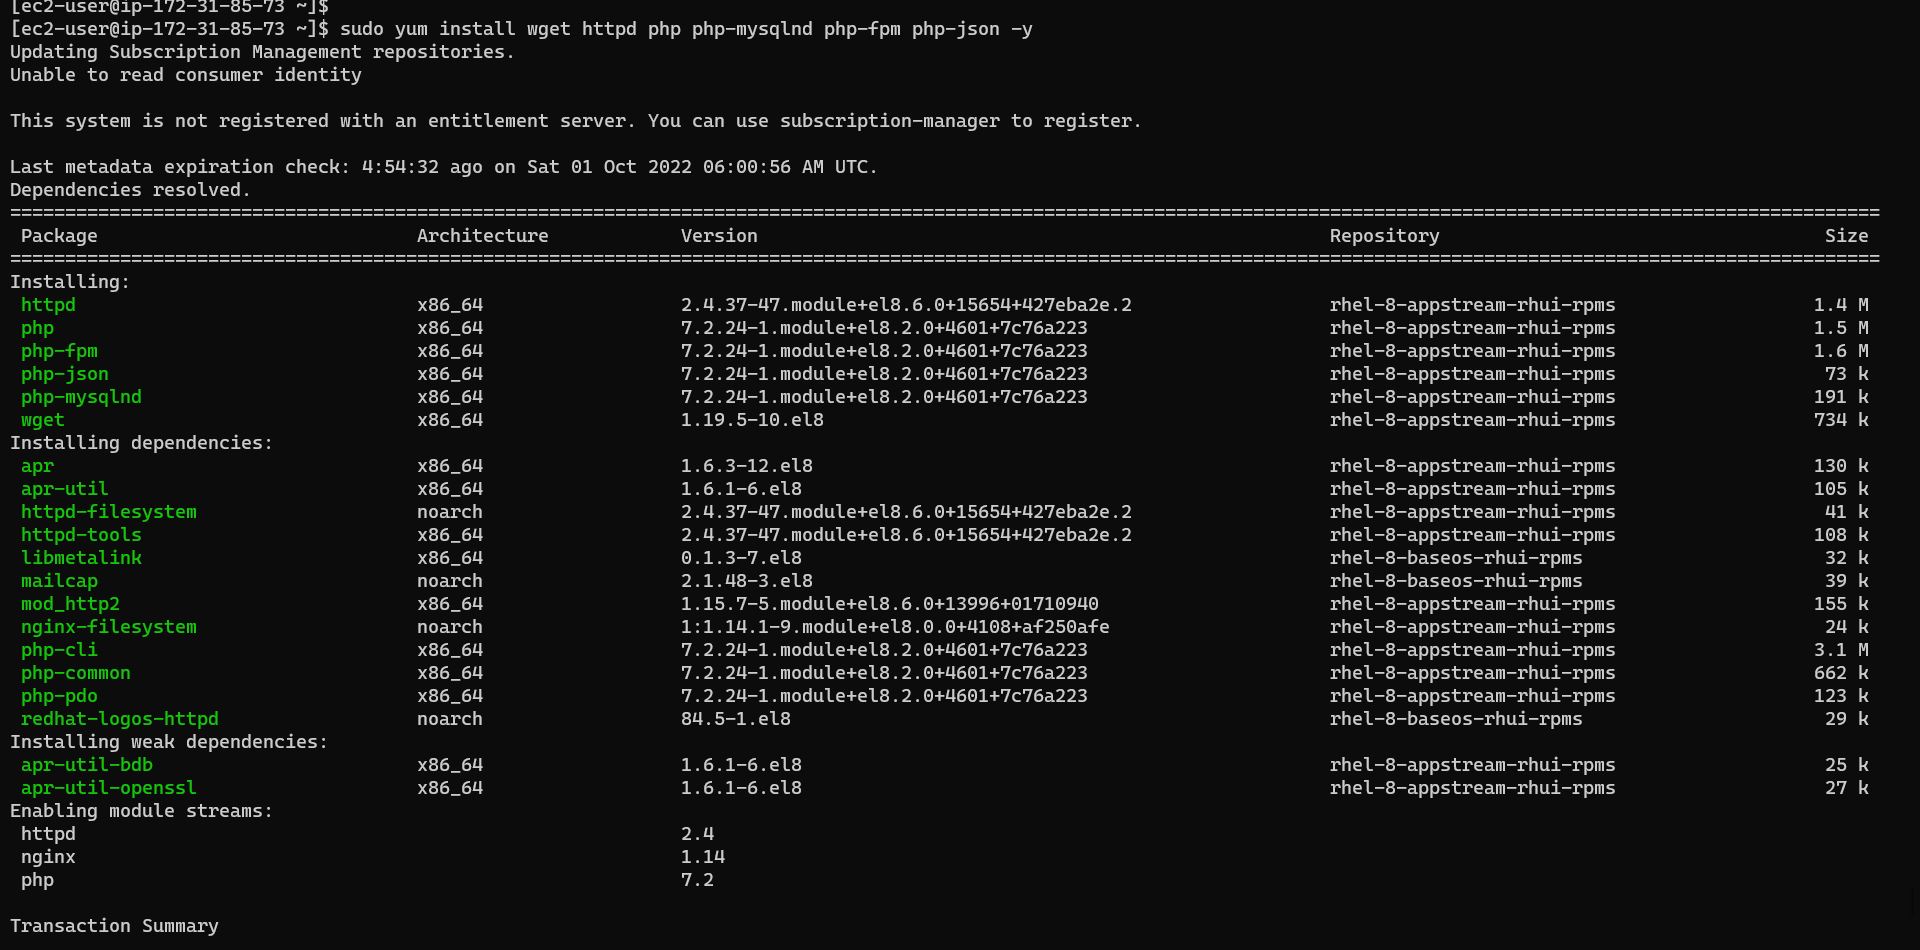 [ec2-user@ip-172-31-85-73 ~]$
[ec2-user@ip-172-31-85-73 ~]$ sudo yum install wget httpd php php-mysqlnd php-fpm php-json -y
Updating Subscription Management repositories.
Unable to read consumer identity
This system is not registered with an entitlement server. You can use subscription-manager to register.
Last metadata expiration check: 4:54:32 ago on Sat 01 Oct 2022 06:00:56 AM UTC.
Dependencies resolved.
================================================================================
Package Architecture Version Repository Size
================================================================================
Installing:
httpd x86_64 2.4.37-47.module+el8.6.0+15654+427eba2e.2 rhel-8-appstream-rhui-rpms 1.4 M
php x86_64 7.2.24-1.module+el8.2.0+4601+7c76a223 rhel-8-appstream-rhui-rpms 1.5 M
php-fpm x86_64 7.2.24-1.module+el8.2.0+4601+7c76a223 rhel-8-appstream-rhui-rpms 1.6 M
php-json x86_64 7.2.24-1.module+el8.2.0+4601+7c76a223 rhel-8-appstream-rhui-rpms 73 k
php-mysqlnd x86_64 7.2.24-1.module+el8.2.0+4601+7c76a223 rhel-8-appstream-rhui-rpms 191 k
wget x86_64 1.19.5-10.el8 rhel-8-appstream-rhui-rpms 734 k
Installing dependencies:
apr x86_64 1.6.3-12.el8 rhel-8-appstream-rhui-rpms 130 k
apr-util x86_64 1.6.1-6.el8 rhel-8-appstream-rhui-rpms 105 k
httpd-filesystem noarch 2.4.37-47.module+el8.6.0+15654+427eba2e.2 rhel-8-appstream-rhui-rpms 41 k
httpd-tools x86_64 2.4.37-47.module+el8.6.0+15654+427eba2e.2 rhel-8-appstream-rhui-rpms 108 k
libmetalink x86_64 0.1.3-7.el8 rhel-8-baseos-rhui-rpms 32 k
mailcap noarch 2.1.48-3.el8 rhel-8-baseos-rhui-rpms 39 k
mod_http2 x86_64 1.15.7-5.module+el8.6.0+13996+01710940 rhel-8-appstream-rhui-rpms 155 k
nginx-filesystem noarch 1:1.14.1-9.module+el8.0.0+4108+af250afe rhel-8-appstream-rhui-rpms 24 k
php-cli x86_64 7.2.24-1.module+el8.2.0+4601+7c76a223 rhel-8-appstream-rhui-rpms 3.1 M
php-common x86_64 7.2.24-1.module+el8.2.0+4601+7c76a223 rhel-8-appstream-rhui-rpms 662 k
php-pdo x86_64 7.2.24-1.module+el8.2.0+4601+7c76a223 rhel-8-appstream-rhui-rpms 123 k
redhat-logos-httpd noarch 84.5-1.el8 rhel-8-baseos-rhui-rpms 29 k
Installing weak dependencies:
apr-util-bdb x86_64 1.6.1-6.el8 rhel-8-appstream-rhui-rpms 25 k
apr-util-openssl x86_64 1.6.1-6.el8 rhel-8-appstream-rhui-rpms 27 k
Enabling module streams:
httpd 2.4
nginx 1.14
php 7.2
Transaction Summary